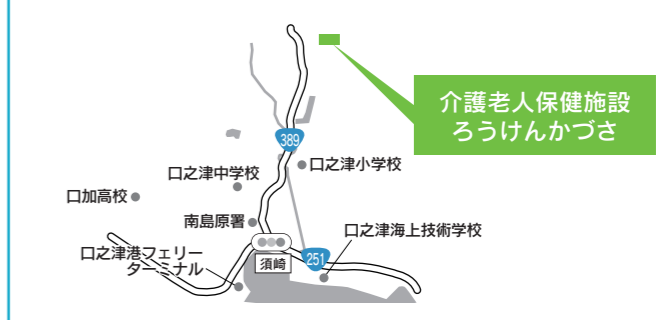 介護老人保健施設
ろうけんかづさ
389
口之津中学校
口之津小学校
口加高校
南島原署
口之津海上技術学校
口之津港フェリー
ターミナル
須崎
251